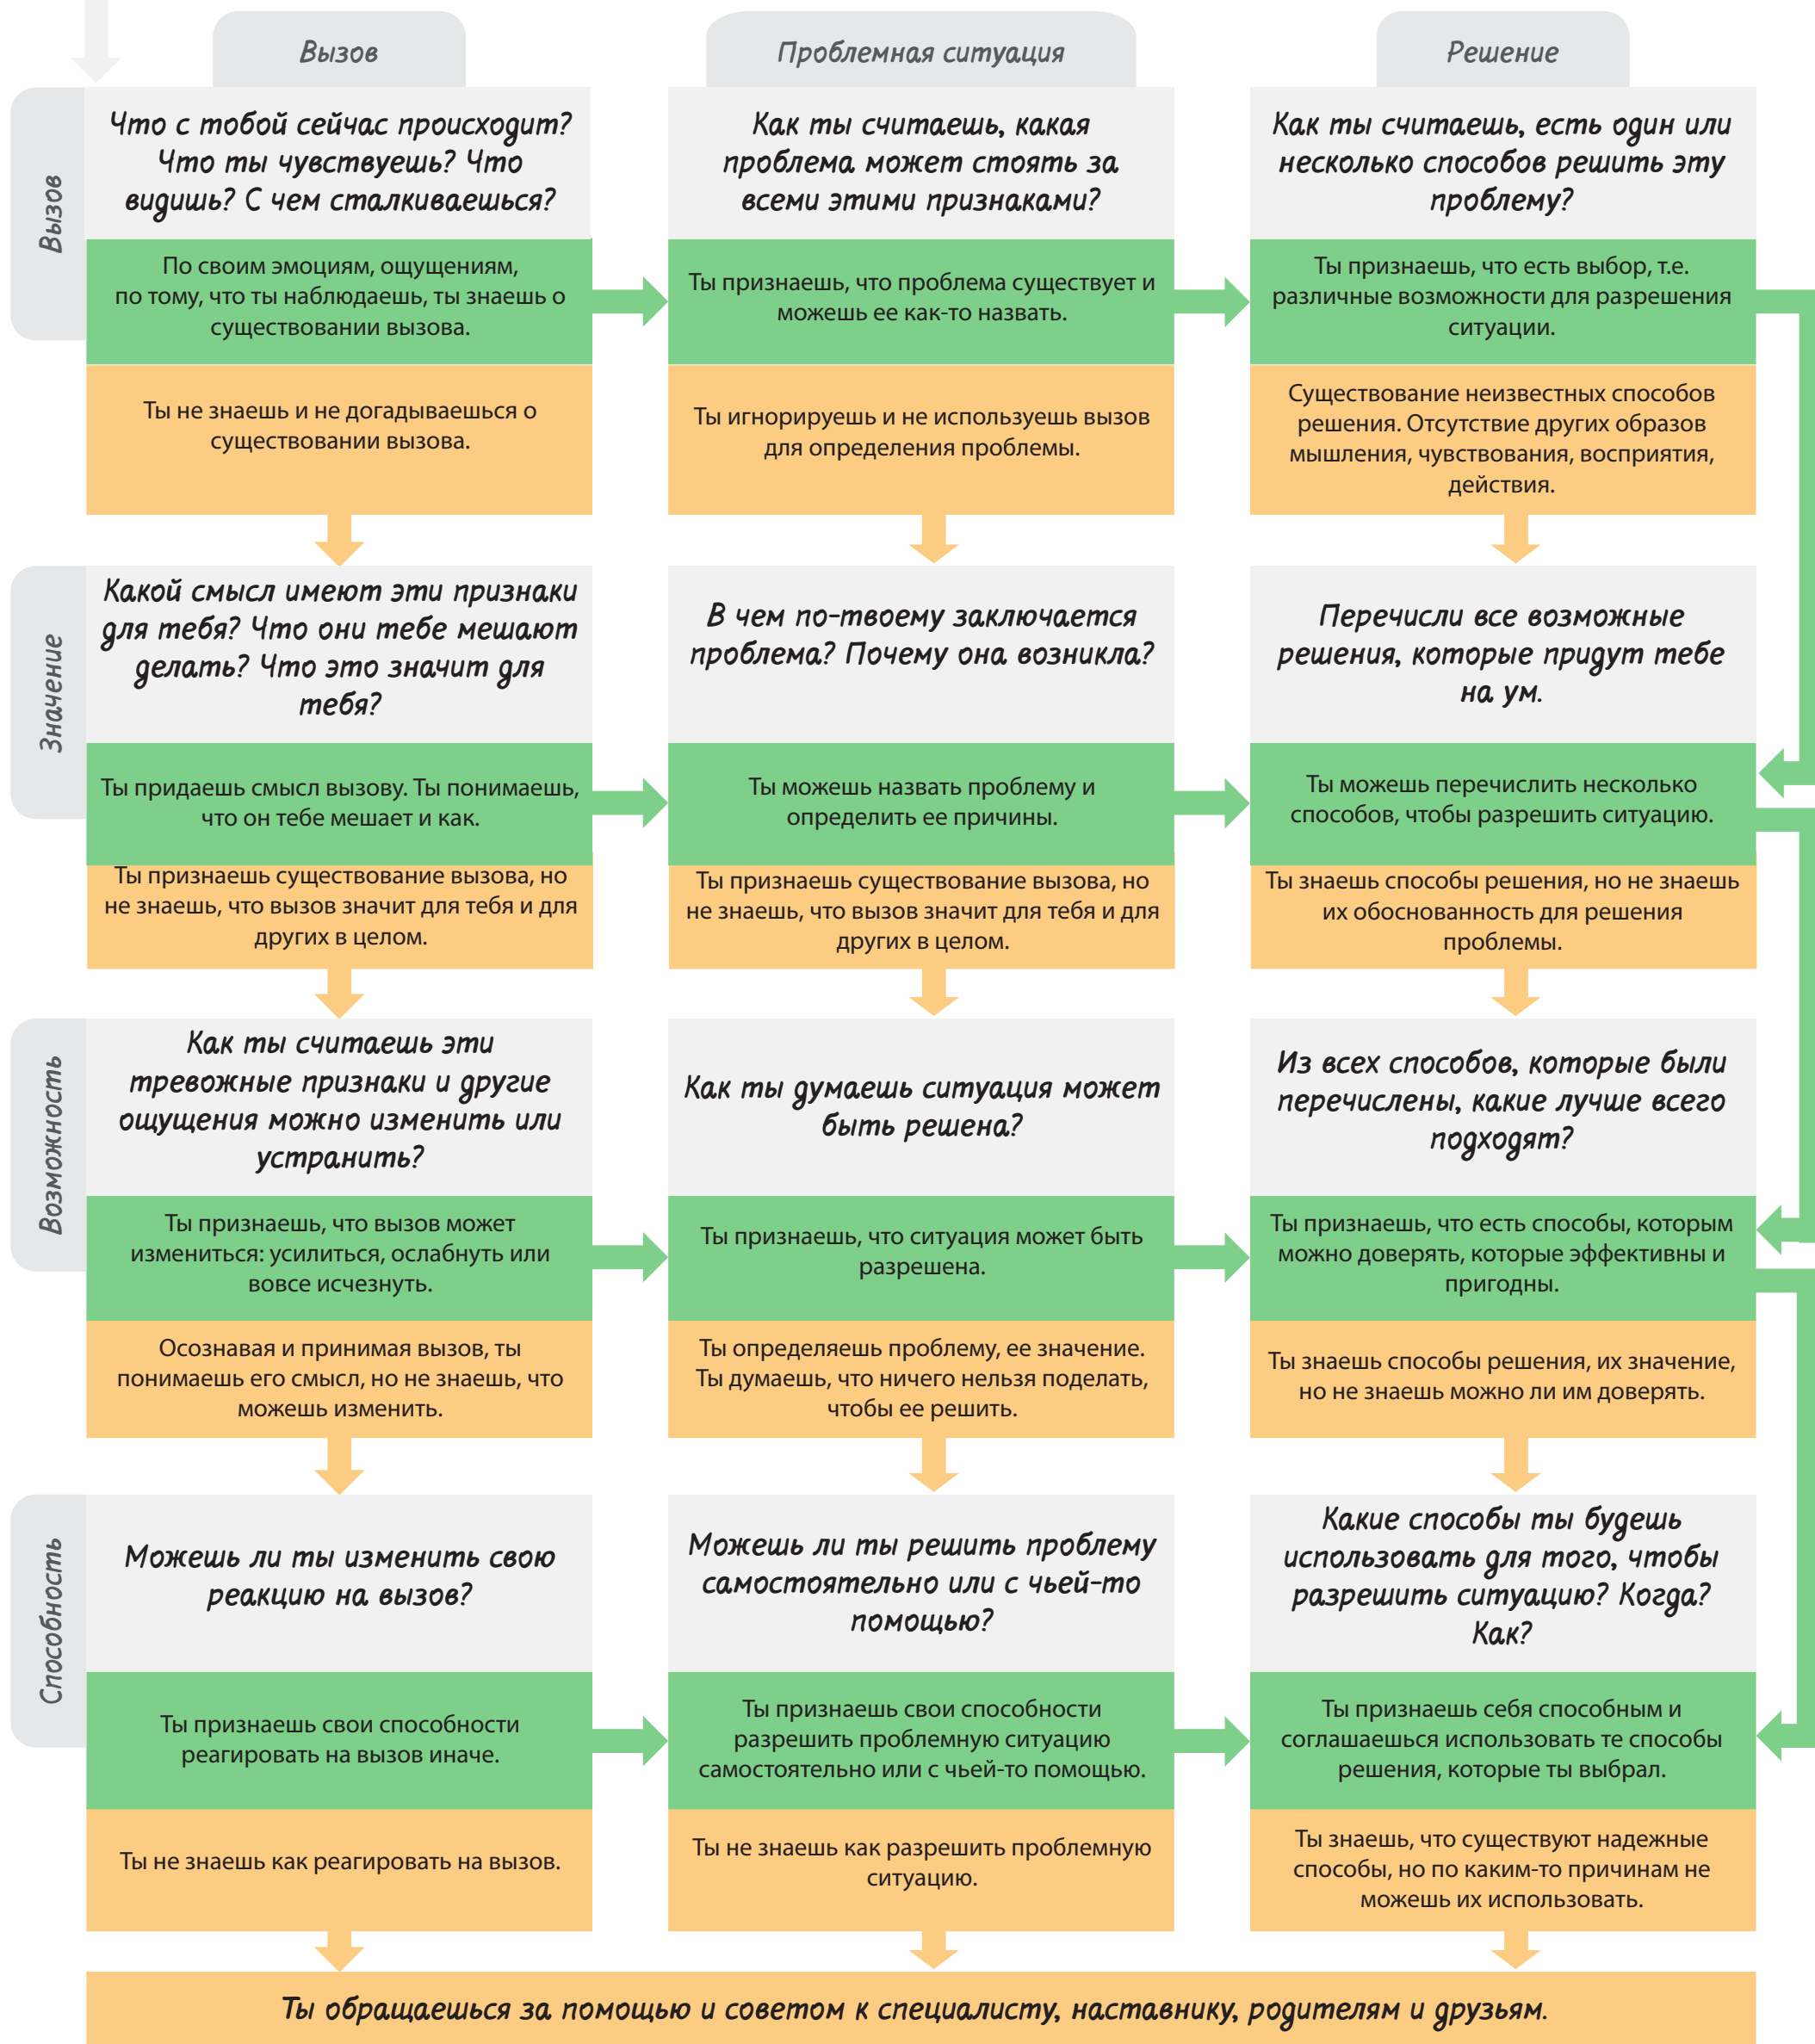 Вызов
Проблемная ситуация
Решение
Вызов
Что с тобой сейчас происходит?
Что ты чувствуешь? Что
видишь? С чем сталкиваешься?
Как ты считаешь, какая
проблема может стоять за
всеми этими признаками?
Как ты считаешь, есть один или
несколько способов решить эту
проблему?
По своим эмоциям, ощущениям,
по тому, что ты наблюдаешь, ты знаешь о
существовании вызова.
Ты признаешь, что проблема существует и
можешь ее как-то назвать.
Ты признаешь, что есть выбор, т.е.
различные возможности для разрешения
ситуации.
Ты не знаешь и не догадываешься о
существовании вызова.
Ты игнорируешь и не используешь вызов
для определения проблемы.
Существование неизвестных способов
решения. Отсутствие других образов
мышления, чувствования, восприятия,
действия.
Значение
Какой смысл имеют эти признаки
для тебя? Что они тебе мешают
делать? Что это значит для
тебя?
В чем по-твоему заключается
проблема? Почему она возникла?
Перечисли все возможные
решения, которые придут тебе
на ум.
Ты придаешь смысл вызову. Ты понимаешь,
что он тебе мешает и как.
Ты можешь назвать проблему и
определить ее причины.
Ты можешь перечислить несколько
способов, чтобы разрешить ситуацию.
Ты признаешь существование вызова, но
не знаешь, что вызов значит для тебя и для
других в целом.
Ты признаешь существование вызова, но
не знаешь, что вызов значит для тебя и для
других в целом.
Ты знаешь способы решения, но не знаешь
их обоснованность для решения
проблемы.
Возможность
Как ты считаешь эти
тревожные признаки и другие
ощущения можно изменить или
устранить?
Как ты думаешь ситуация может
быть решена?
Из всех способов, которые были
перечислены, какие лучше всего
подходят?
Ты признаешь, что вызов может
измениться: усилиться, ослабнуть или
вовсе исчезнуть.
Ты признаешь, что ситуация может быть
разрешена.
Ты признаешь, что есть способы, которым
можно доверять, которые эффективны и
пригодны.
Осознавая и принимая вызов, ты
понимаешь его смысл, но не знаешь, что
можешь изменить.
Ты определяешь проблему, ее значение.
Ты думаешь, что ничего нельзя поделать,
чтобы ее решить.
Ты знаешь способы решения, их значение,
но не знаешь можно ли им доверять.
Способность
Можешь ли ты изменить свою
реакцию на вызов?
Можешь ли ты решить проблему
самостоятельно или с чьей-то
помощью?
Какие способы ты будешь
использовать для того, чтобы
разрешить ситуацию? Когда?
Как?
Ты признаешь свои способности
реагировать на вызов иначе.
Ты признаешь свои способности
разрешить проблемную ситуацию
самостоятельно или с чьей-то помощью.
Ты признаешь себя способным и
соглашаешься использовать те способы
решения, которые ты выбрал.
Ты не знаешь как реагировать на вызов.
Ты не знаешь как разрешить проблемную
ситуацию.
Ты знаешь, что существуют надежные
способы, но по каким-то причинам не
можешь их использовать.
Ты обращаешься за помощью и советом к специалисту, наставнику, родителям и друзьям.